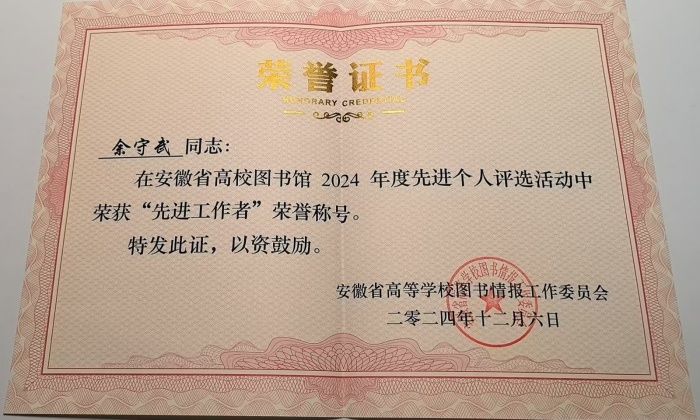 荣誉证书
HONORARY CREDENTIAL
余守武 同志：
在安徽省高校图书馆 2024 年度先进个人评选活动中
荣获“先进工作者”荣誉称号。
特发此证，以资鼓励。
安徽省高等学校图书情报工作委员会
二零二四年十二月六日